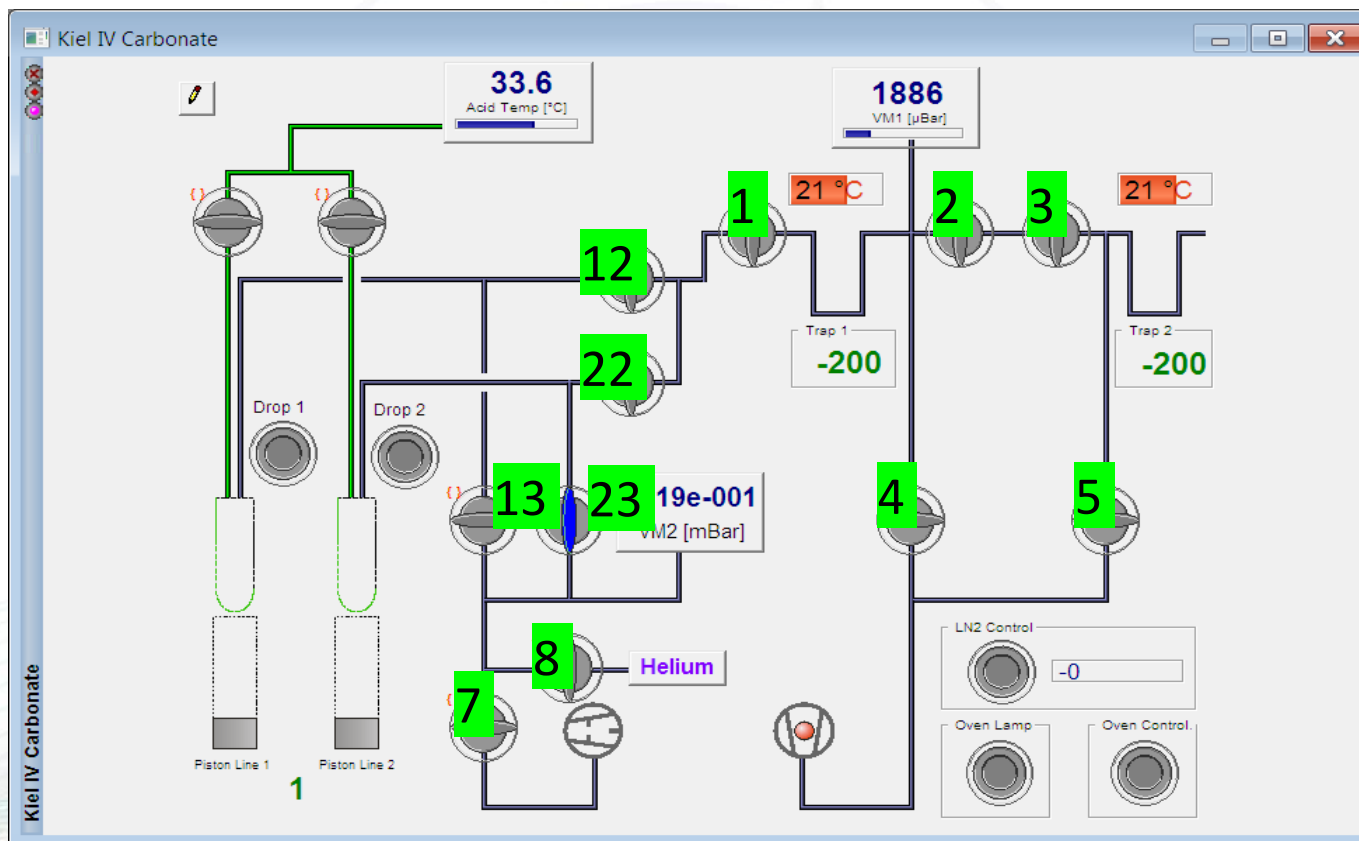 Kiel IV Carbonate
33.6
Acid Temp [°C]
1886
VM1 [µBar]
{ }
{ }
1
21 °C
2
3
21 °C
12
Trap 1
-200
Trap 2
-200
22
Drop 1
Drop 2
{ }
13
23
19e-001
VM2 [mBar]
4
5
LN2 Control
-0
8
Helium
7
Oven Lamp
Oven Control.
Piston Line 1
Piston Line 2
1
Kiel IV Carbonate